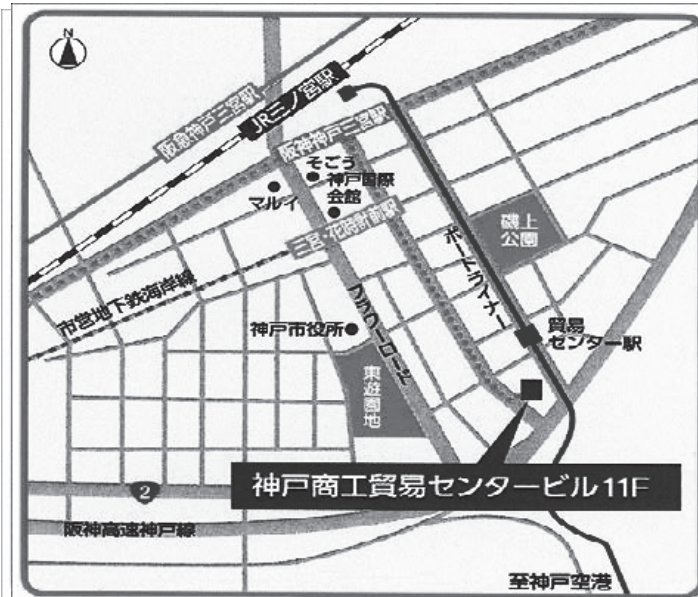 N
阪急神戸三宮駅
JR三ノ宮駅
阪神神戸三宮駅
そごう
神戸国際
会館
マルイ
三宮・花時計前駅
磯上
公園
ポートライナー
市営地下鉄海岸線
フラワーロード
神戸市役所
貿易
センター駅
東遊園地
神戸商工貿易センタービル11F
2
阪神高速神戸線
至神戸空港